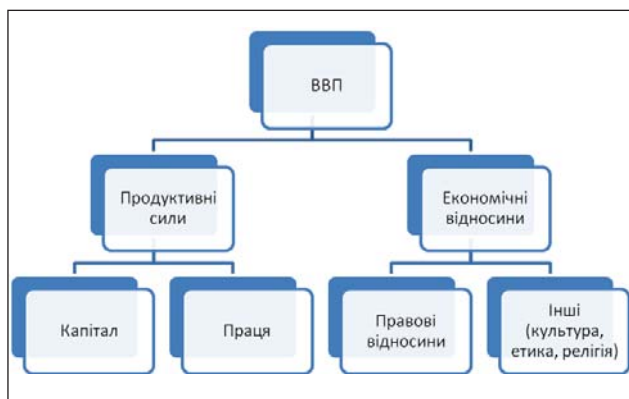 ВВП
Продуктивні
сили
Економічні
відносини
Капітал
Праця
Правові
відносини
Інші
(культура,
етика, релігія)